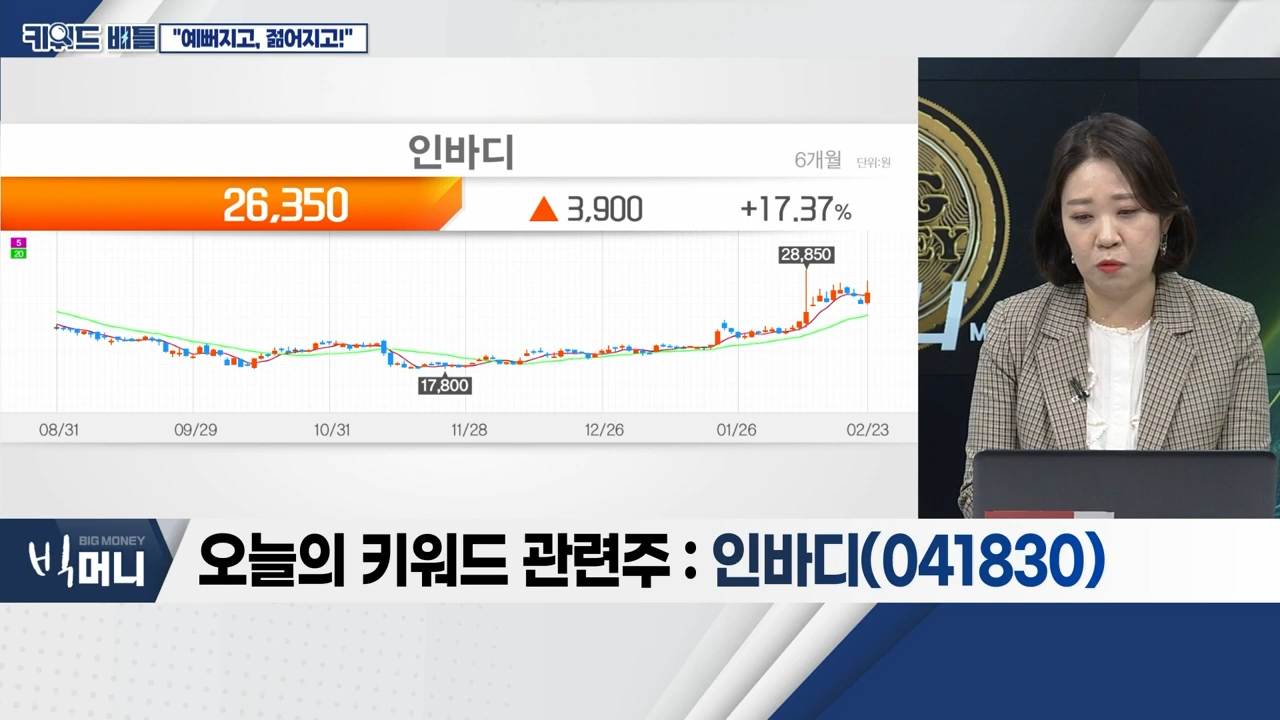 키워드 배틀
"예뻐지고, 젊어지고!"
인바디
6개월 단위:원
26,350 ▲ 3,900 +17.37%
5
20
28,850
17,800
08/31 09/29 10/31 11/28 12/26 01/26 02/23
BIG MONEY
빅머니
오늘의 키워드 관련주 : 인바디(041830)